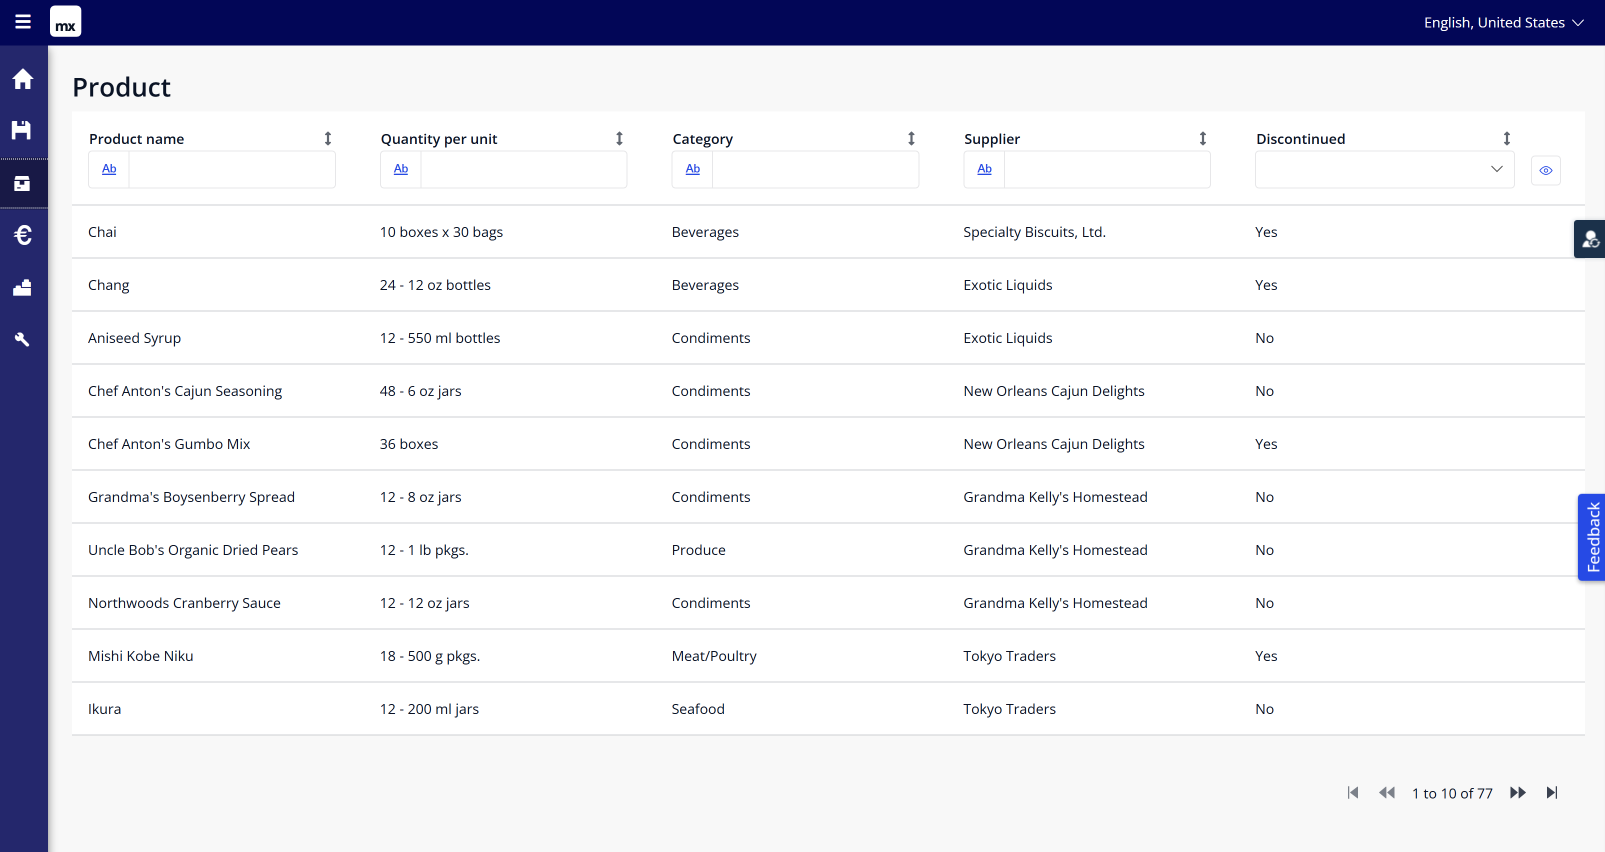 mx
English, United States
Product
Product name Quantity per unit Category Supplier Discontinued
Ab Ab Ab Ab
Chai 10 boxes x 30 bags Beverages Specialty Biscuits, Ltd. Yes
Chang 24 - 12 oz bottles Beverages Exotic Liquids Yes
Aniseed Syrup 12 - 550 ml bottles Condiments Exotic Liquids No
Chef Anton's Cajun Seasoning 48 - 6 oz jars Condiments New Orleans Cajun Delights No
Chef Anton's Gumbo Mix 36 boxes Condiments New Orleans Cajun Delights Yes
Grandma's Boysenberry Spread 12 - 8 oz jars Condiments Grandma Kelly's Homestead No
Uncle Bob's Organic Dried Pears 12 - 1 lb pkgs. Produce Grandma Kelly's Homestead No
Northwoods Cranberry Sauce 12 - 12 oz jars Condiments Grandma Kelly's Homestead No
Mishi Kobe Niku 18 - 500 g pkgs. Meat/Poultry Tokyo Traders Yes
Ikura 12 - 200 ml jars Seafood Tokyo Traders No
Feedback
1 to 10 of 77